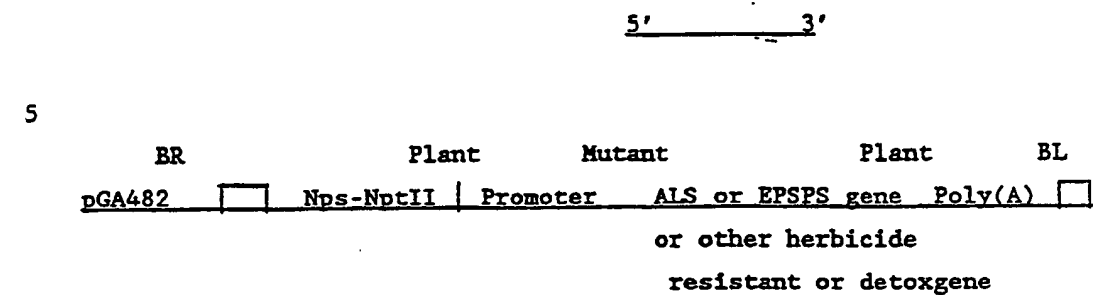 5' 3'
5
BR Plant Mutant Plant BL
pGA482 Nps-NptII Promoter ALS or EPSPS gene Poly(A)
or other herbicide
resistant or detoxgene